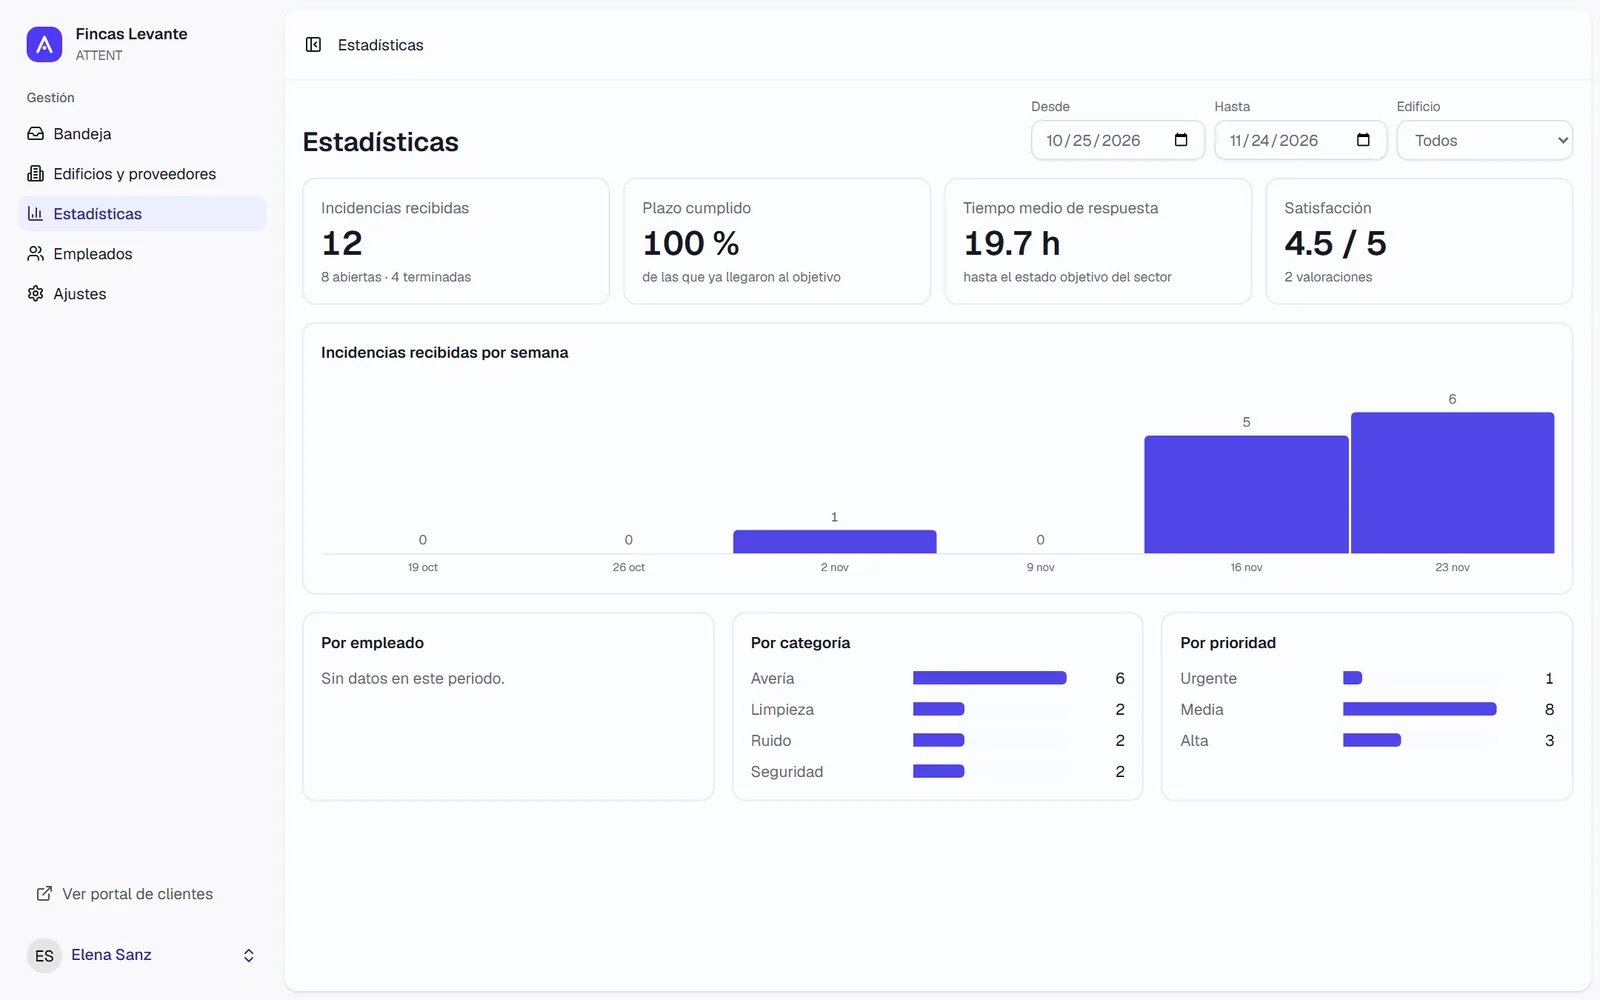 Fincas Levante
ATTENT
Gestión
Bandeja
Edificios y proveedores
Estadísticas
Empleados
Ajustes
Ver portal de clientes
ES
Elena Sanz
Estadísticas
Estadísticas
Desde
10/25/2026
Hasta
11/24/2026
Edificio
Todos
Incidencias recibidas
12
8 abiertas · 4 terminadas
Plazo cumplido
100 %
de las que ya llegaron al objetivo
Tiempo medio de respuesta
19.7 h
hasta el estado objetivo del sector
Satisfacción
4.5 / 5
2 valoraciones
Incidencias recibidas por semana
0
0
1
0
5
6
19 oct
26 oct
2 nov
9 nov
16 nov
23 nov
Por empleado
Sin datos en este periodo.
Por categoría
Avería 6
Limpieza 2
Ruido 2
Seguridad 2
Por prioridad
Urgente 1
Media 8
Alta 3